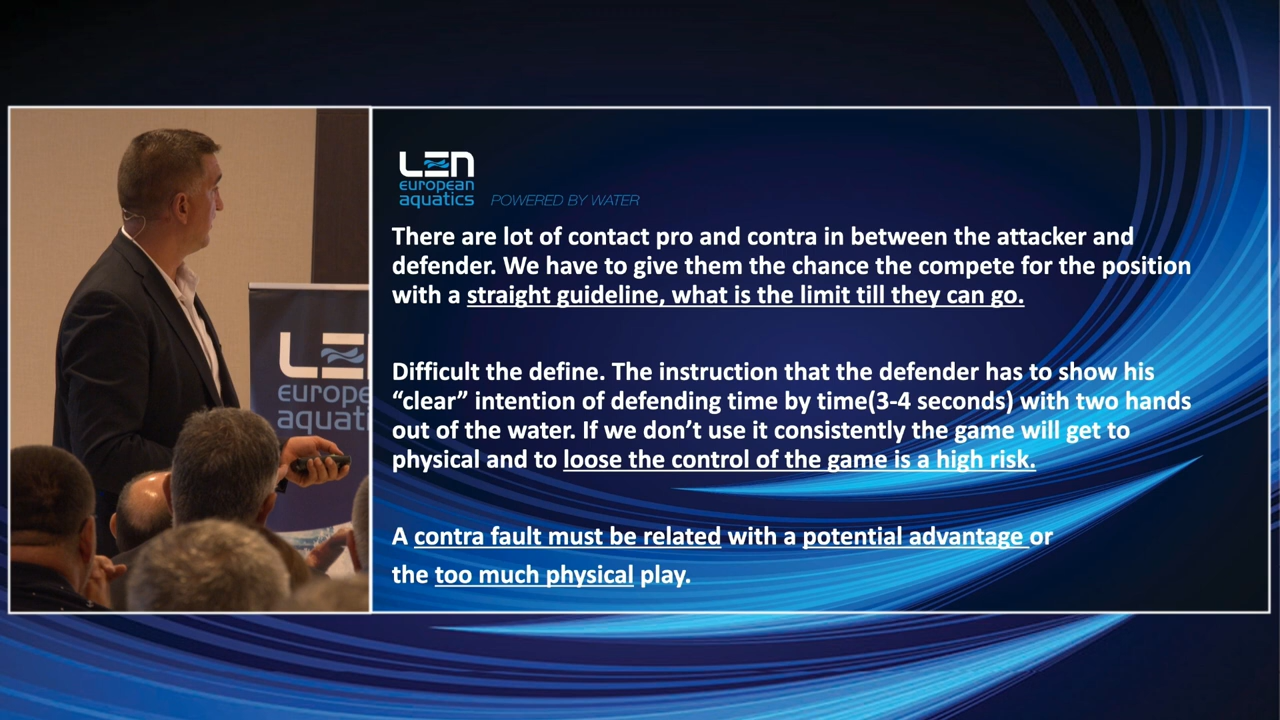 LEN
european
aquatics
POWERED BY WATER
There are lot of contact pro and contra in between the attacker and
defender. We have to give them the chance the compete for the position
with a straight guideline, what is the limit till they can go.
Difficult the define. The instruction that the defender has to show his
“clear” intention of defending time by time(3-4 seconds) with two hands
out of the water. If we don’t use it consistently the game will get to
physical and to loose the control of the game is a high risk.
A contra fault must be related with a potential advantage or
the too much physical play.
LEN
europe
aquati